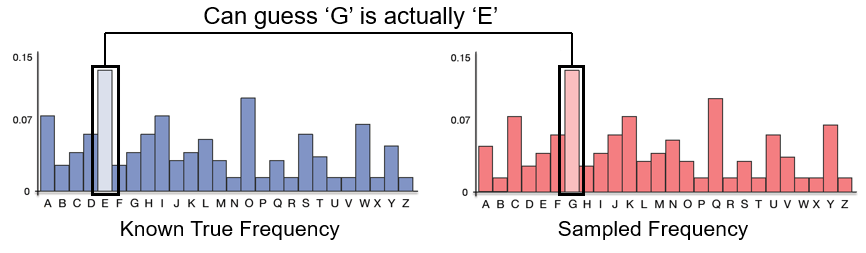 Can guess ‘G’ is actually ‘E’
0.15
0.07
0
A B C D E F G H I J K L M N O P Q R S T U V W X Y Z
Known True Frequency
0.15
0.07
0
A B C D E F G H I J K L M N O P Q R S T U V W X Y Z
Sampled Frequency